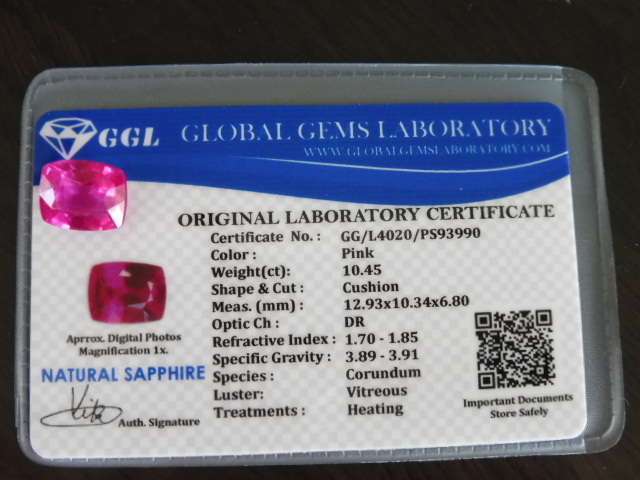 GGL GLOBAL GEMS LABORATORY
WWW.GLOBALGEMSLABORATORY.COM
ORIGINAL LABORATORY CERTIFICATE
Certificate No. : GG/L4020/PS93990
Color : Pink
Weight(ct): 10.45
Shape & Cut : Cushion
Meas. (mm) : 12.93x10.34x6.80
Optic Ch : DR
Refractive Index : 1.70 - 1.85
Specific Gravity : 3.89 - 3.91
Species : Corundum
Luster: Vitreous
Treatments : Heating
Aprrox. Digital Photos
Magnification 1x.
NATURAL SAPPHIRE
Auth. Signature
Important Documents
Store Safely